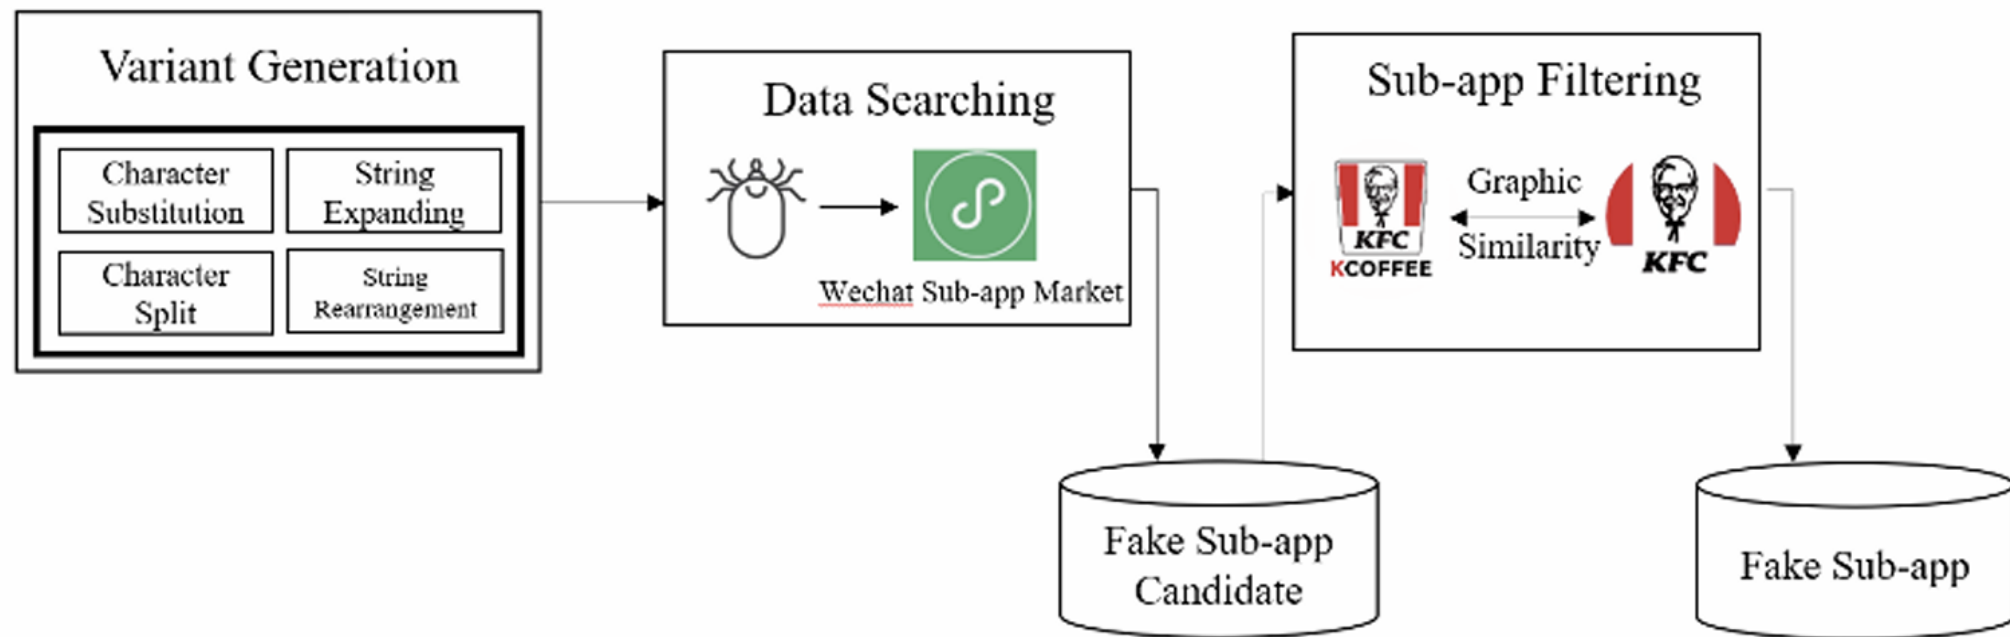 Variant Generation
Character
Substitution
String
Expanding
Character
Split
String
Rearrangement
Data Searching
Wechat Sub-app Market
Sub-app Filtering
KFC
KCOFFEE
Graphic
Similarity
KFC
Fake Sub-app
Candidate
Fake Sub-app